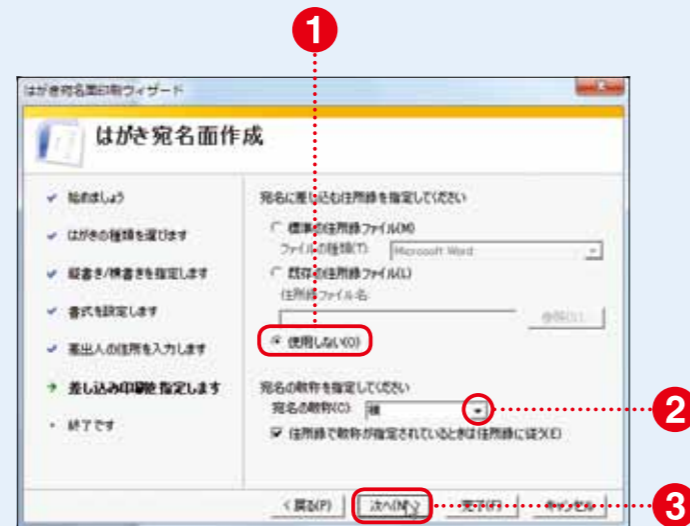 1
はがき宛名面印刷ウィザード
はがき宛名面作成
始めましょう
はがきの種類を選びます
縦書き/横書きを指定します
書式を設定します
差出人の住所を入力します
差し込み印刷を指定します
終了です
宛名に差し込む住所録を指定してください
標準の住所録ファイル(M)
ファイルの種類(T): Microsoft Word
既存の住所録ファイル(L)
住所録ファイル名:
参照(S)...
使用しない(O)
宛名の敬称を指定してください
宛名の敬称(C): 様
2
住所録で敬称が指定されているときは住所録に従う(E)
< 戻る(P) 次へ(N) > 完了(F) キャンセル
3